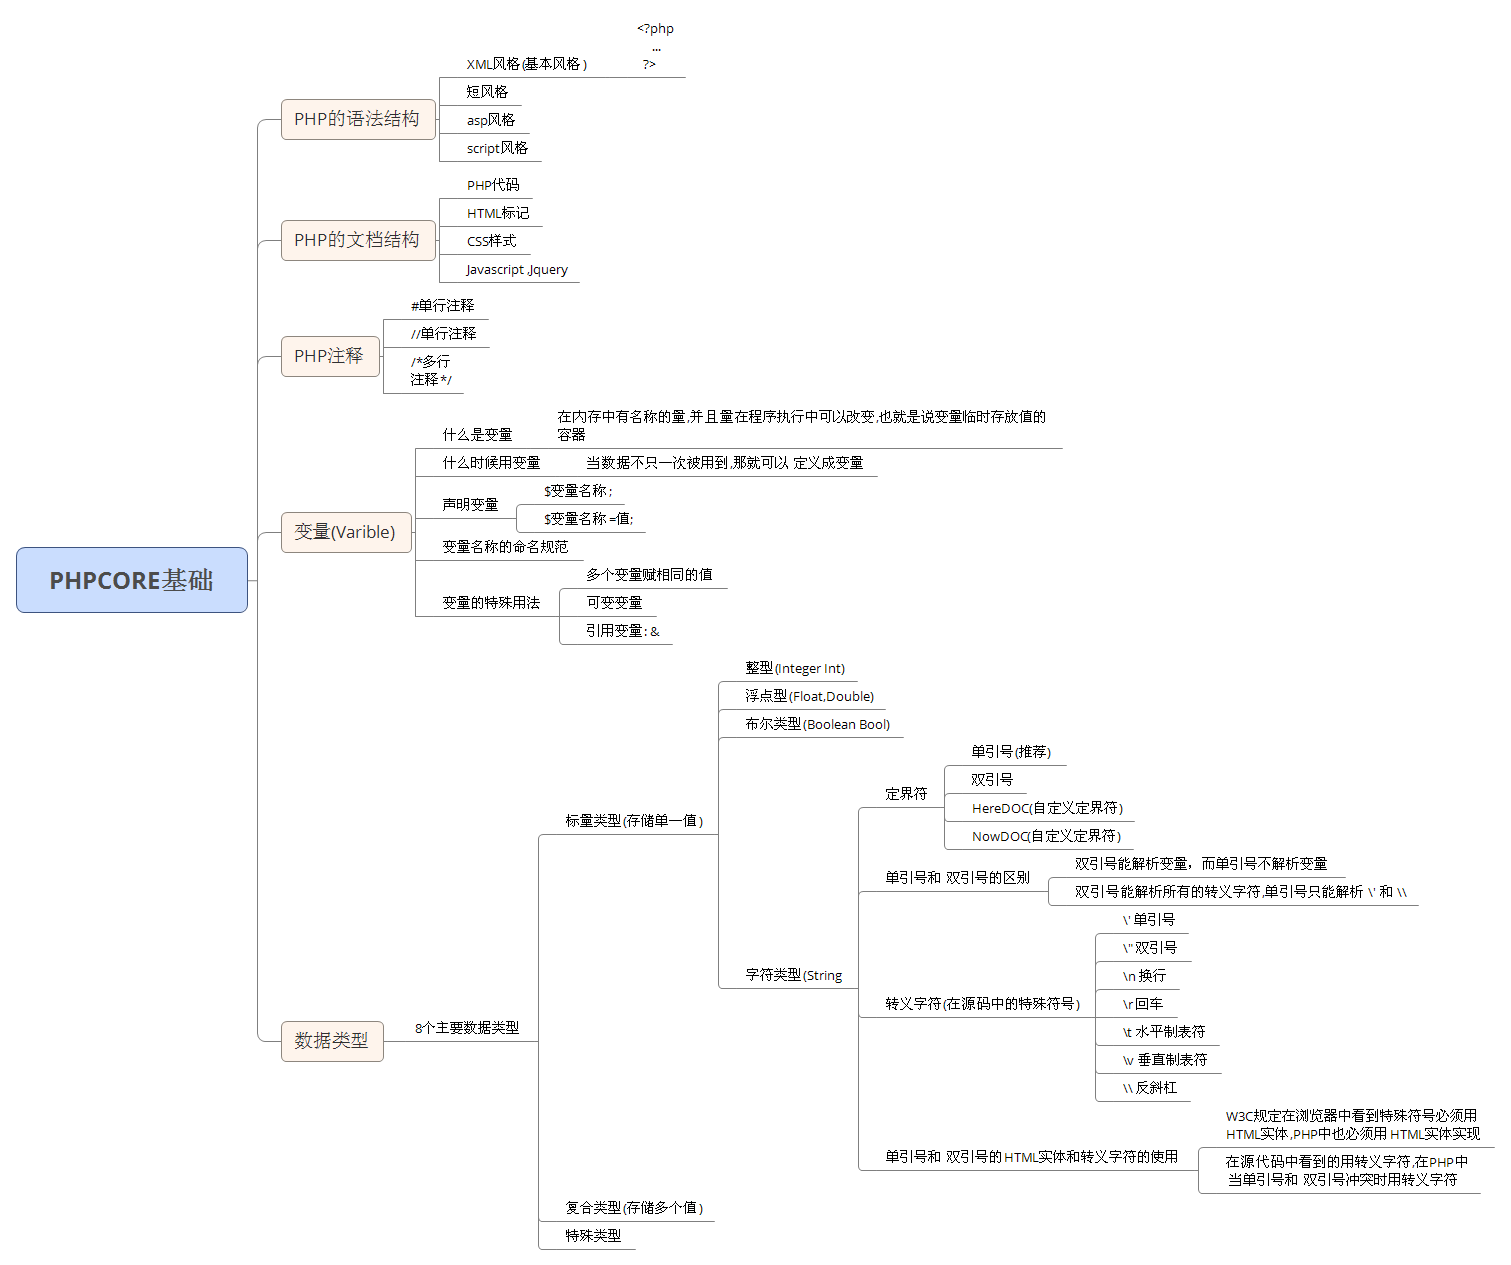 PHPCORE基础
PHP的语法结构
XML风格(基本风格)
<?php
...
?>
短风格
asp风格
script风格
PHP的文档结构
PHP代码
HTML标记
CSS样式
Javascript ,Jquery
PHP注释
#单行注释
//单行注释
/*多行
注释*/
变量(Varible)
什么是变量
在内存中有名称的量,并且量在程序执行中可以改变,也就是说变量临时存放值的
容器
什么时候用变量
当数据不只一次被用到,那就可以 定义成变量
声明变量
$变量名称;
$变量名称=值;
变量名称的命名规范
变量的特殊用法
多个变量赋相同的值
可变变量
引用变量:&
数据类型
8个主要数据类型
标量类型(存储单一值)
整型(Integer Int)
浮点型(Float,Double)
布尔类型(Boolean Bool)
字符类型(String
定界符
单引号(推荐)
双引号
HereDOC(自定义定界符)
NowDOC(自定义定界符)
单引号和 双引号的区别
双引号能解析变量，而单引号不解析变量
双引号能解析所有的转义字符,单引号只能解析 \' 和 \\
转义字符(在源码中的特殊符号)
\' 单引号
\" 双引号
\n 换行
\r 回车
\t 水平制表符
\v 垂直制表符
\\ 反斜杠
单引号和 双引号的HTML实体和转义字符的使用
W3C规定在浏览器中看到特殊符号必须用
HTML实体,PHP中也必须用 HTML实体实现
在源代码中看到的用转义字符,在PHP中
当单引号和 双引号冲突时用转义字符
复合类型(存储多个值)
特殊类型